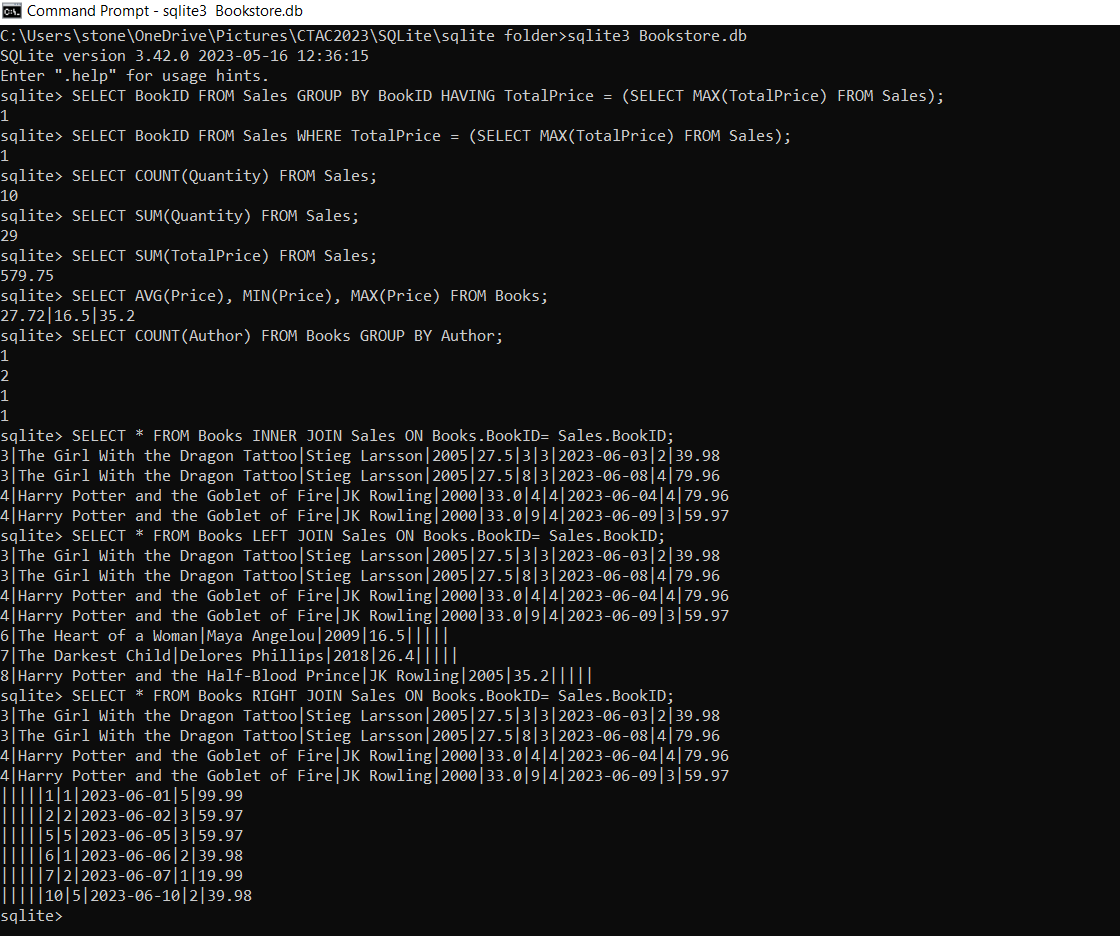 Command Prompt - sqlite3  Bookstore.db
C:\Users\stone\OneDrive\Pictures\CTAC2023\SQLite\sqlite folder>sqlite3 Bookstore.db
SQLite version 3.42.0 2023-05-16 12:36:15
Enter ".help" for usage hints.
sqlite> SELECT BookID FROM Sales GROUP BY BookID HAVING TotalPrice = (SELECT MAX(TotalPrice) FROM Sales);
1
sqlite> SELECT BookID FROM Sales WHERE TotalPrice = (SELECT MAX(TotalPrice) FROM Sales);
1
sqlite> SELECT COUNT(Quantity) FROM Sales;
10
sqlite> SELECT SUM(Quantity) FROM Sales;
29
sqlite> SELECT SUM(TotalPrice) FROM Sales;
579.75
sqlite> SELECT AVG(Price), MIN(Price), MAX(Price) FROM Books;
27.72|16.5|35.2
sqlite> SELECT COUNT(Author) FROM Books GROUP BY Author;
1
2
1
1
sqlite> SELECT * FROM Books INNER JOIN Sales ON Books.BookID= Sales.BookID;
3|The Girl With the Dragon Tattoo|Stieg Larsson|2005|27.5|3|3|2023-06-03|2|39.98
3|The Girl With the Dragon Tattoo|Stieg Larsson|2005|27.5|8|3|2023-06-08|4|79.96
4|Harry Potter and the Goblet of Fire|JK Rowling|2000|33.0|4|4|2023-06-04|4|79.96
4|Harry Potter and the Goblet of Fire|JK Rowling|2000|33.0|9|4|2023-06-09|3|59.97
sqlite> SELECT * FROM Books LEFT JOIN Sales ON Books.BookID= Sales.BookID;
3|The Girl With the Dragon Tattoo|Stieg Larsson|2005|27.5|3|3|2023-06-03|2|39.98
3|The Girl With the Dragon Tattoo|Stieg Larsson|2005|27.5|8|3|2023-06-08|4|79.96
4|Harry Potter and the Goblet of Fire|JK Rowling|2000|33.0|4|4|2023-06-04|4|79.96
4|Harry Potter and the Goblet of Fire|JK Rowling|2000|33.0|9|4|2023-06-09|3|59.97
6|The Heart of a Woman|Maya Angelou|2009|16.5|||||
7|The Darkest Child|Delores Phillips|2018|26.4|||||
8|Harry Potter and the Half-Blood Prince|JK Rowling|2005|35.2|||||
sqlite> SELECT * FROM Books RIGHT JOIN Sales ON Books.BookID= Sales.BookID;
3|The Girl With the Dragon Tattoo|Stieg Larsson|2005|27.5|3|3|2023-06-03|2|39.98
3|The Girl With the Dragon Tattoo|Stieg Larsson|2005|27.5|8|3|2023-06-08|4|79.96
4|Harry Potter and the Goblet of Fire|JK Rowling|2000|33.0|4|4|2023-06-04|4|79.96
4|Harry Potter and the Goblet of Fire|JK Rowling|2000|33.0|9|4|2023-06-09|3|59.97
|||||1|1|2023-06-01|5|99.99
|||||2|2|2023-06-02|3|59.97
|||||5|5|2023-06-05|3|59.97
|||||6|1|2023-06-06|2|39.98
|||||7|2|2023-06-07|1|19.99
|||||10|5|2023-06-10|2|39.98
sqlite>